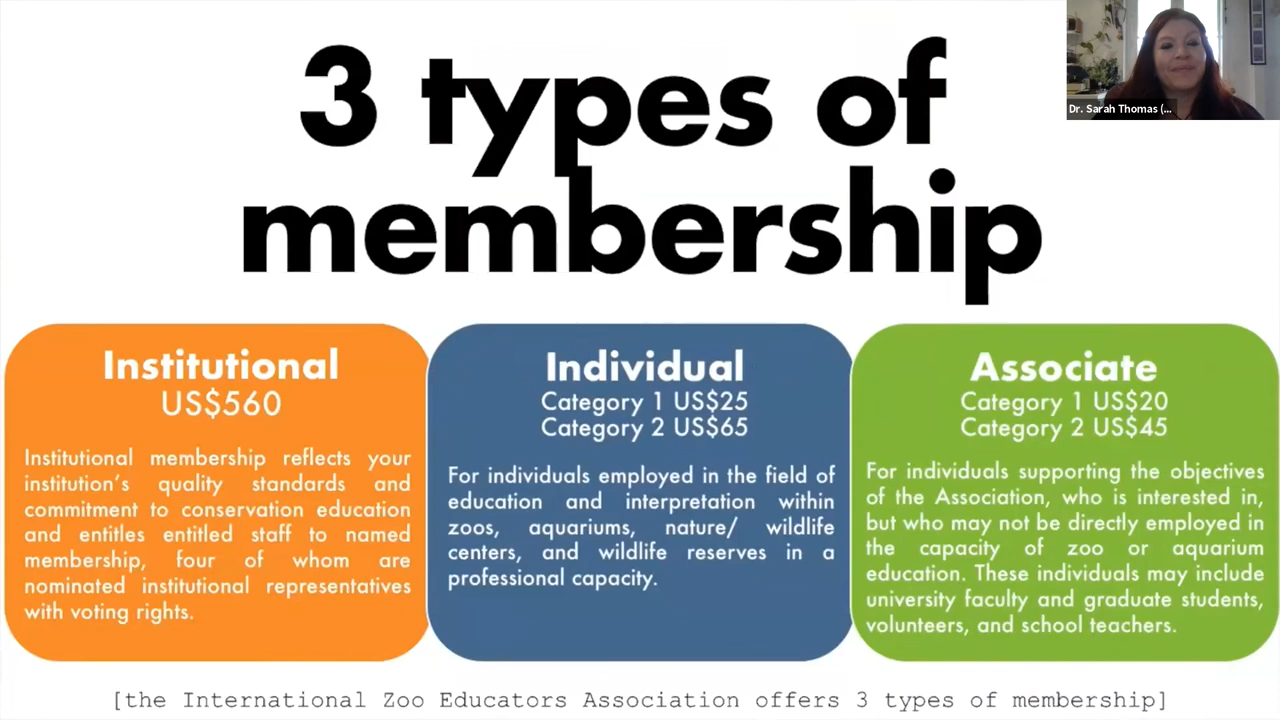 3 types of
membership
Dr. Sarah Thomas (...
Institutional
US$560
Institutional membership reflects your
institution's quality standards and
commitment to conservation education
and entitles entitled staff to named
membership, four of whom are
nominated institutional representatives
with voting rights.
Individual
Category 1 US$25
Category 2 US$65
For individuals employed in the field of
education and interpretation within
zoos, aquariums, nature/ wildlife
centers, and wildlife reserves in a
professional capacity.
Associate
Category 1 US$20
Category 2 US$45
For individuals supporting the objectives
of the Association, who is interested in,
but who may not be directly employed in
the capacity of zoo or aquarium
education. These individuals may include
university faculty and graduate students,
volunteers, and school teachers.
[the International Zoo Educators Association offers 3 types of membership]